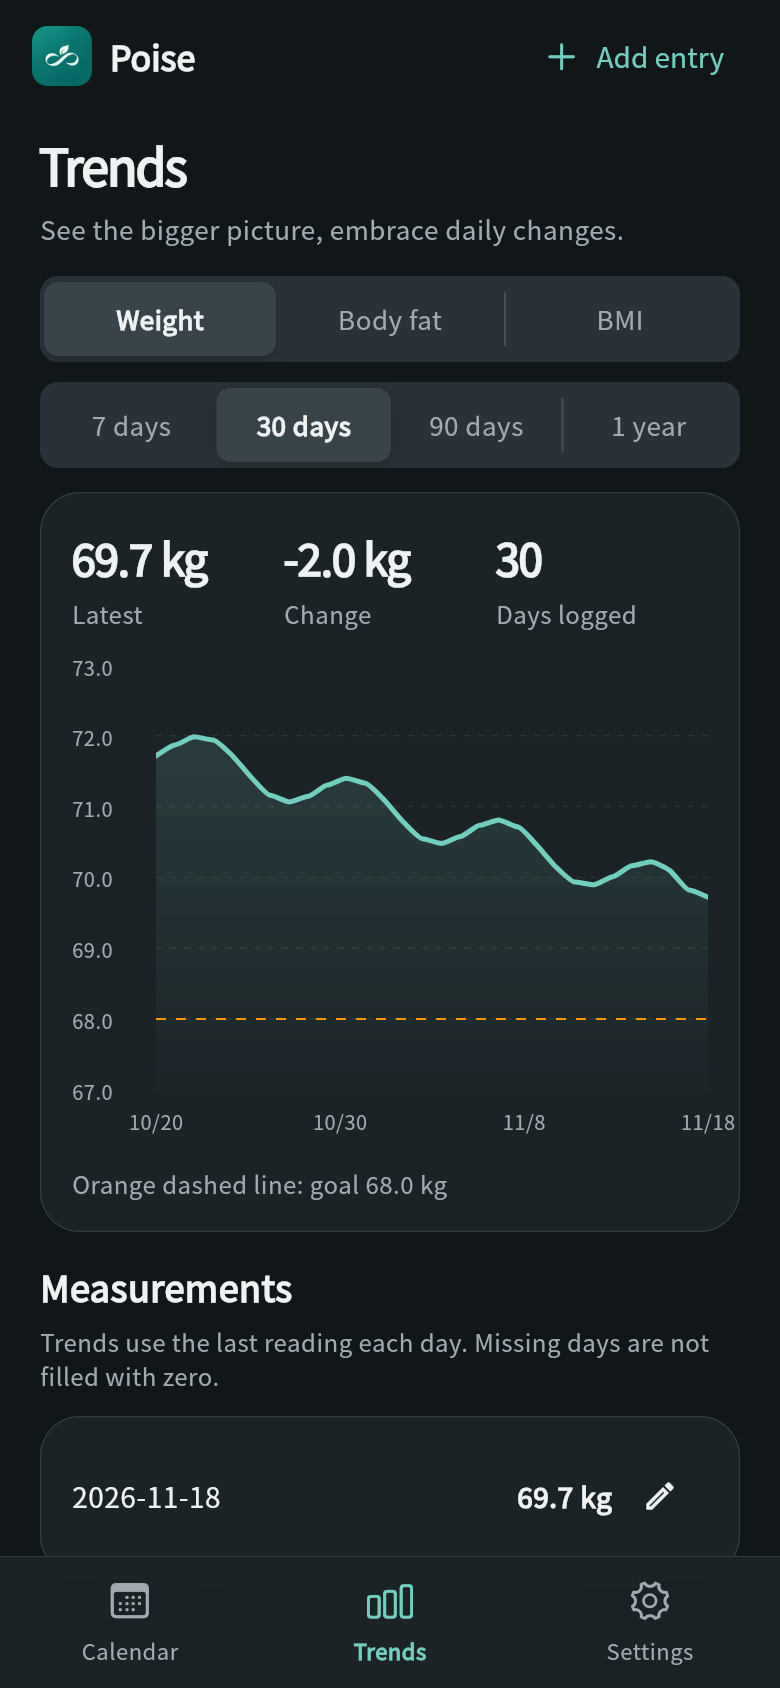 Poise
Add entry
Trends
See the bigger picture, embrace daily changes.
Weight
Body fat
BMI
7 days
30 days
90 days
1 year
69.7 kg
-2.0 kg
30
Latest
Change
Days logged
73.0
72.0
71.0
70.0
69.0
68.0
67.0
10/20
10/30
11/8
11/18
Orange dashed line: goal 68.0 kg
Measurements
Trends use the last reading each day. Missing days are not
filled with zero.
2026-11-18
69.7 kg
Calendar
Trends
Settings